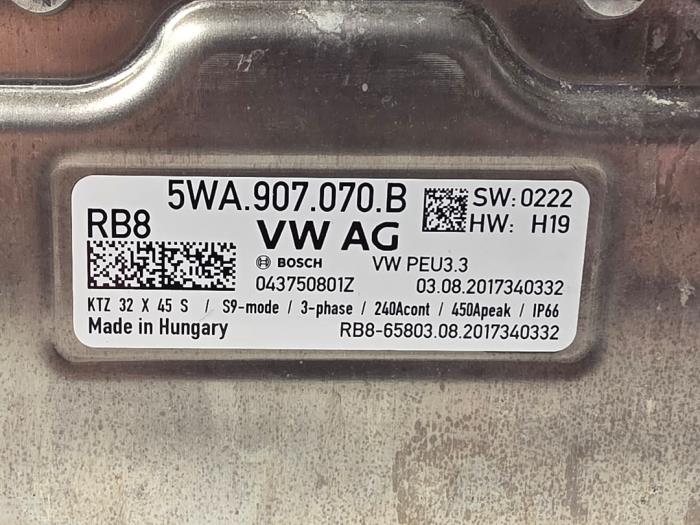 5WA.907.070.B
SW: 0222
HW: H19
RB8
VW AG
BOSCH
VW PEU3.3
043750801Z
03.08.2017340332
KTZ 32 X 45 S / S9-mode / 3-phase / 240Acont / 450Apeak / IP66
Made in Hungary
RB8-65803.08.2017340332